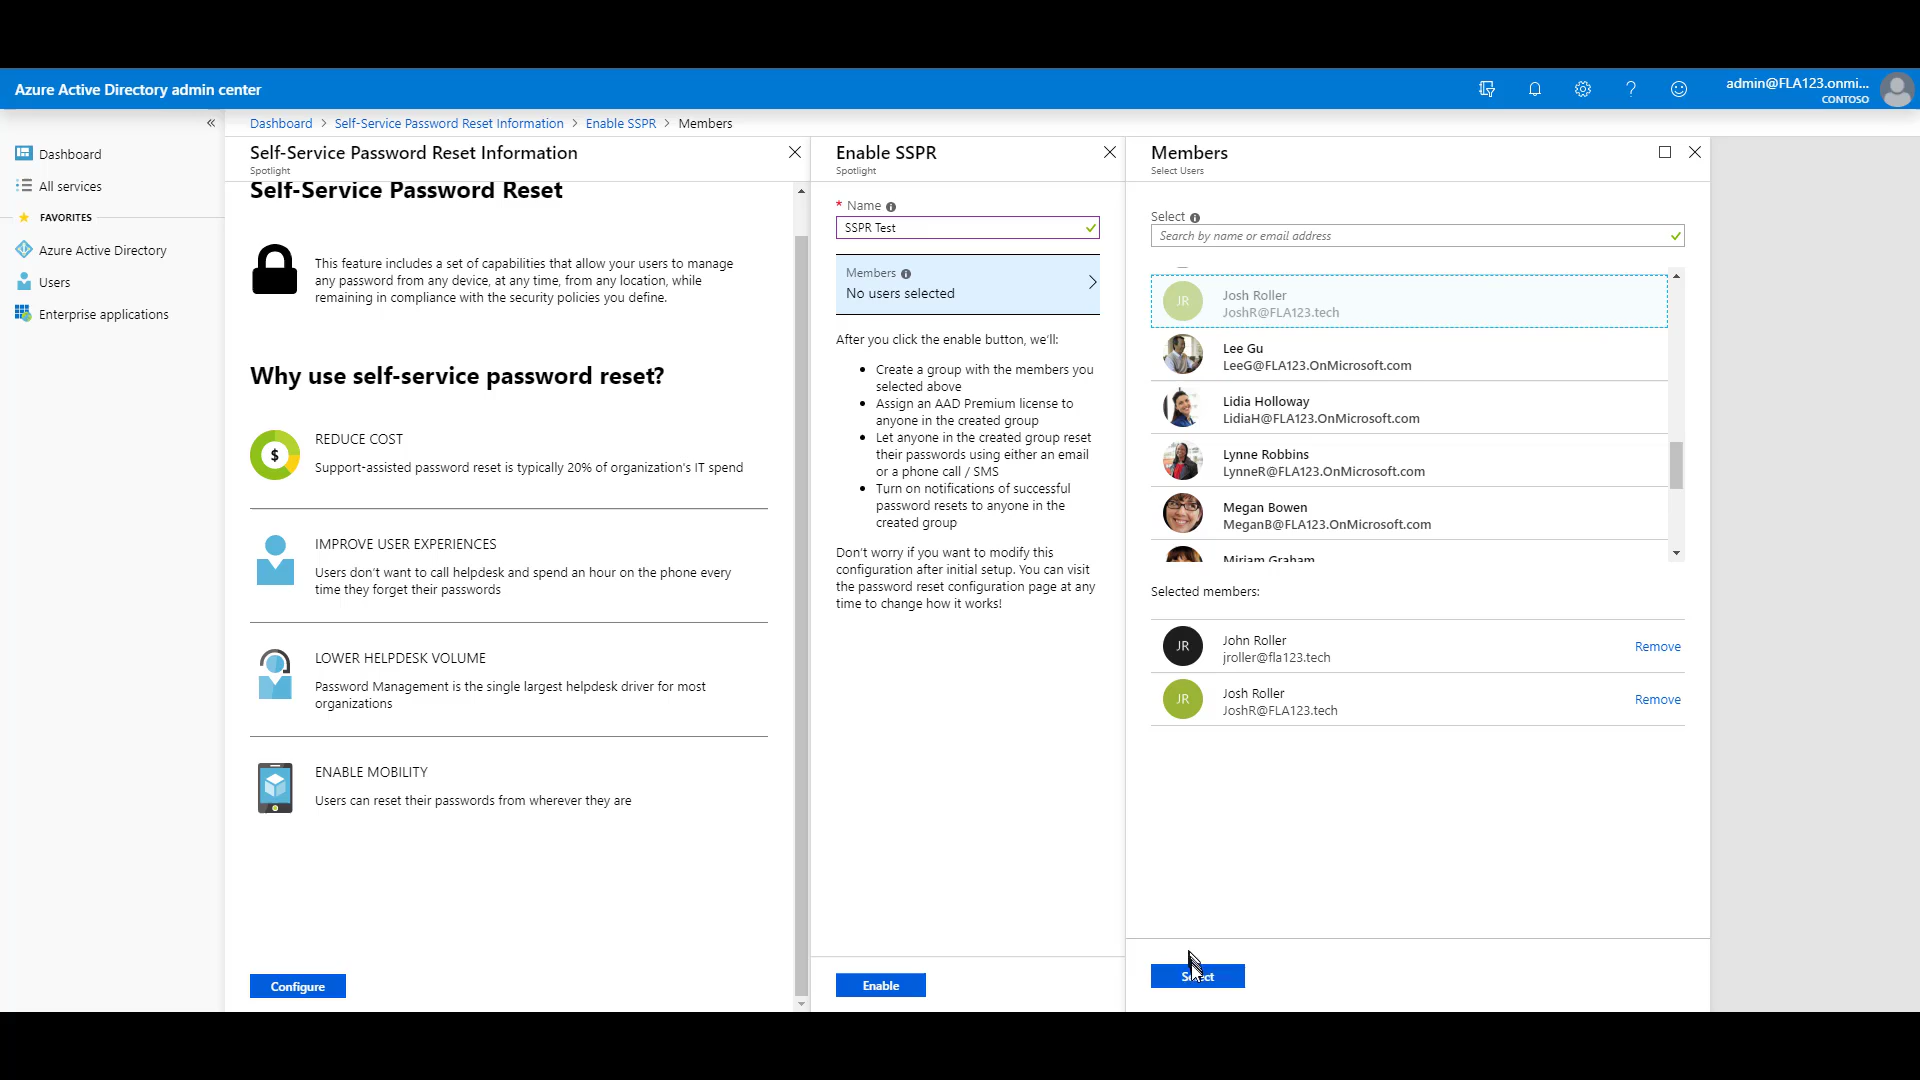 Azure Active Directory admin center
admin@FLA123.onmi...
CONTOSO
Dashboard > Self-Service Password Reset Information > Enable SSPR > Members
Dashboard
All services
FAVORITES
Azure Active Directory
Users
Enterprise applications
Self-Service Password Reset Information
Spotlight
Self-Service Password Reset
This feature includes a set of capabilities that allow your users to manage
any password from any device, at any time, from any location, while
remaining in compliance with the security policies you define.
Why use self-service password reset?
$
REDUCE COST
Support-assisted password reset is typically 20% of organization's IT spend
IMPROVE USER EXPERIENCES
Users don't want to call helpdesk and spend an hour on the phone every
time they forget their passwords
LOWER HELPDESK VOLUME
Password Management is the single largest helpdesk driver for most
organizations
ENABLE MOBILITY
Users can reset their passwords from wherever they are
Configure
Enable SSPR
Spotlight
* Name
SSPR Test
Members
No users selected
After you click the enable button, we'll:
• Create a group with the members you
selected above
• Assign an AAD Premium license to
anyone in the created group
• Let anyone in the created group reset
their passwords using either an email
or a phone call / SMS
• Turn on notifications of successful
password resets to anyone in the
created group
Don't worry if you want to modify this
configuration after initial setup. You can visit
the password reset configuration page at any
time to change how it works!
Enable
Members
Select Users
Select
Search by name or email address
JR
Josh Roller
JoshR@FLA123.tech
Lee Gu
LeeG@FLA123.OnMicrosoft.com
Lidia Holloway
LidiaH@FLA123.OnMicrosoft.com
Lynne Robbins
LynneR@FLA123.OnMicrosoft.com
Megan Bowen
MeganB@FLA123.OnMicrosoft.com
Miriam Graham
Selected members:
JR
John Roller
jroller@fla123.tech
Remove
JR
Josh Roller
JoshR@FLA123.tech
Remove
Select